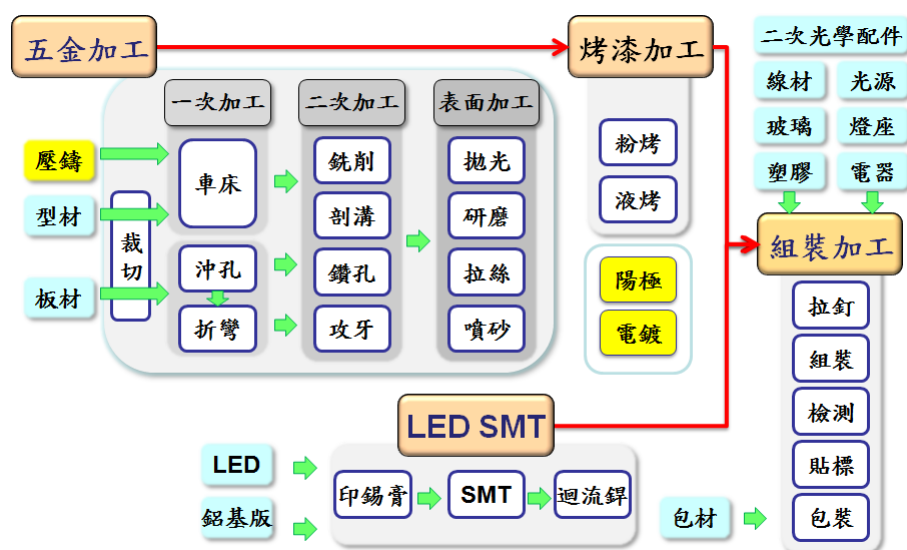 五金加工
烤漆加工
二次光學配件
線材
光源
玻璃
燈座
塑膠
電器
一次加工
二次加工
表面加工
壓鑄
型材
板材
裁切
車床
沖孔
折彎
銑削
剖溝
鑽孔
攻牙
拋光
研磨
拉絲
噴砂
粉烤
液烤
陽極
電鍍
組裝加工
拉釘
組裝
檢測
貼標
包裝
LED SMT
LED
鋁基版
印錫膏
SMT
迴流銲
包材